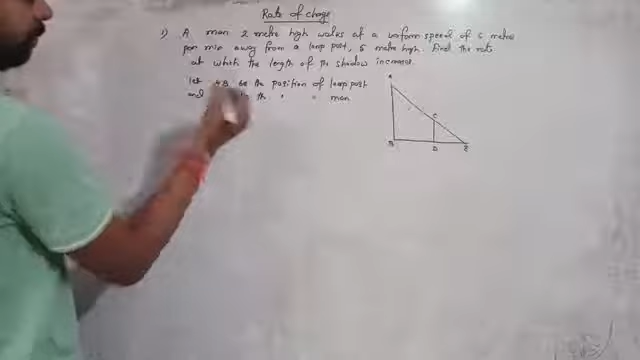 Rate of change
1) A man 2 metre high walks at a uniform speed of 6 metre
per min away from a lamp post, 5 metre high. Find the rate
at which the length of the shadow increases.
let AB be the position of lamp post
and be the " " man
A
C
B D E